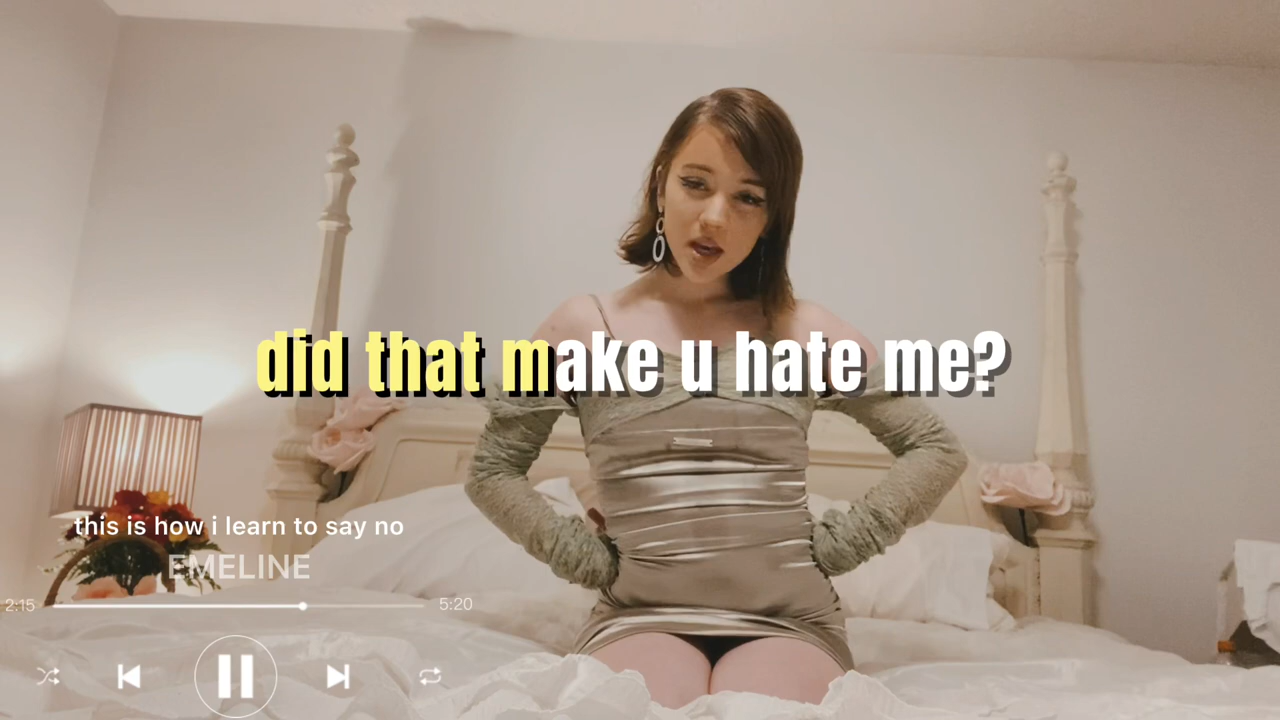 did that make u hate me?
this is how i learn to say no
EMELINE
2:15
5:20